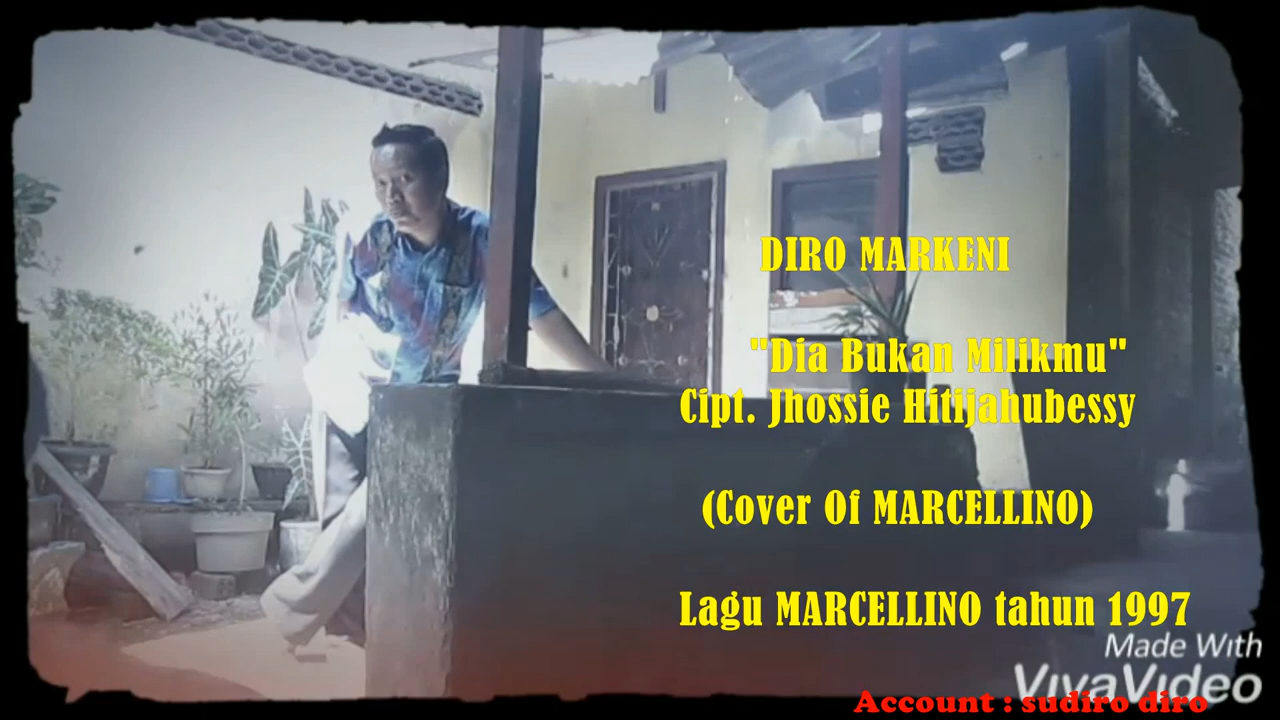 DIRO MARKENI
"Dia Bukan Milikmu"
Cipt. Jhossie Hitijahubessy
(Cover Of MARCELLINO)
Lagu MARCELLINO tahun 1997
Made With
VivaVideo
Account : sudiro diro